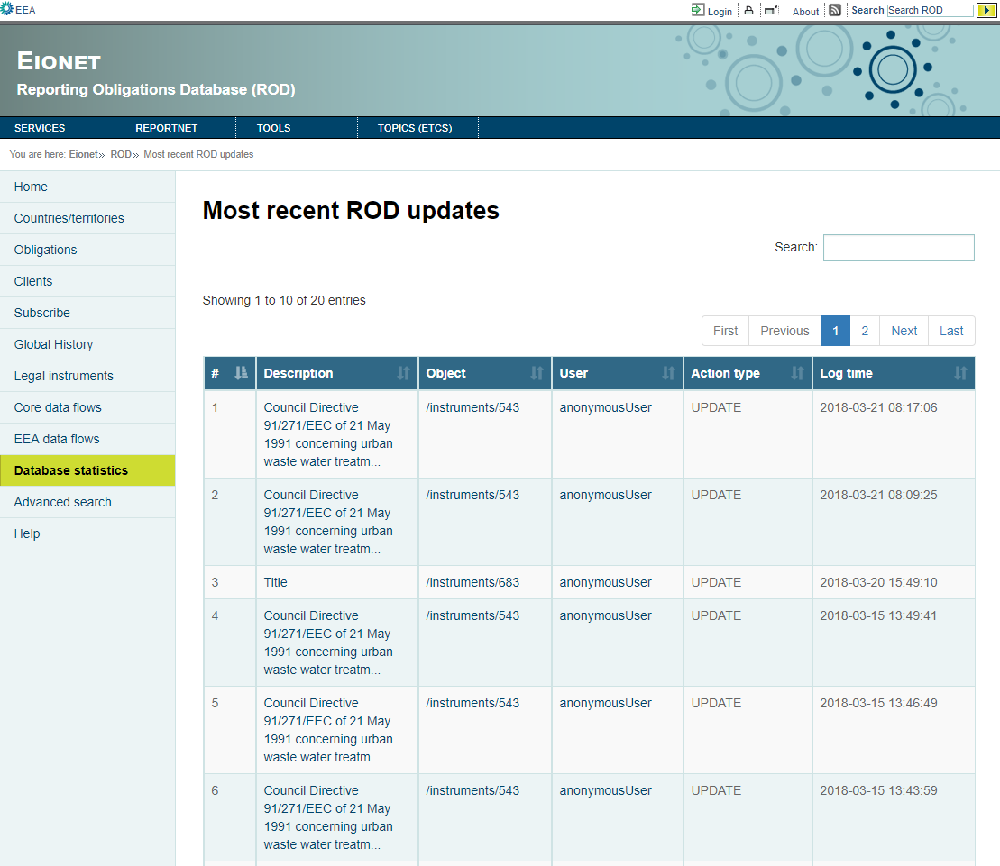 EEA Login About Search Search ROD
EIONET
Reporting Obligations Database (ROD)
SERVICES REPORTNET TOOLS TOPICS (ETCS)
You are here: Eionet» ROD» Most recent ROD updates
Home
Countries/territories
Obligations
Clients
Subscribe
Global History
Legal instruments
Core data flows
EEA data flows
Database statistics
Advanced search
Help
Most recent ROD updates
Search:
Showing 1 to 10 of 20 entries
First Previous 1 2 Next Last
# Description Object User Action type Log time
1 Council Directive /instruments/543 anonymousUser UPDATE 2018-03-21 08:17:06
91/271/EEC of 21 May
1991 concerning urban
waste water treatm...
2 Council Directive /instruments/543 anonymousUser UPDATE 2018-03-21 08:09:25
91/271/EEC of 21 May
1991 concerning urban
waste water treatm...
3 Title /instruments/683 anonymousUser UPDATE 2018-03-20 15:49:10
4 Council Directive /instruments/543 anonymousUser UPDATE 2018-03-15 13:49:41
91/271/EEC of 21 May
1991 concerning urban
waste water treatm...
5 Council Directive /instruments/543 anonymousUser UPDATE 2018-03-15 13:46:49
91/271/EEC of 21 May
1991 concerning urban
waste water treatm...
6 Council Directive /instruments/543 anonymousUser UPDATE 2018-03-15 13:43:59
91/271/EEC of 21 May
1991 concerning urban
waste water treatm...